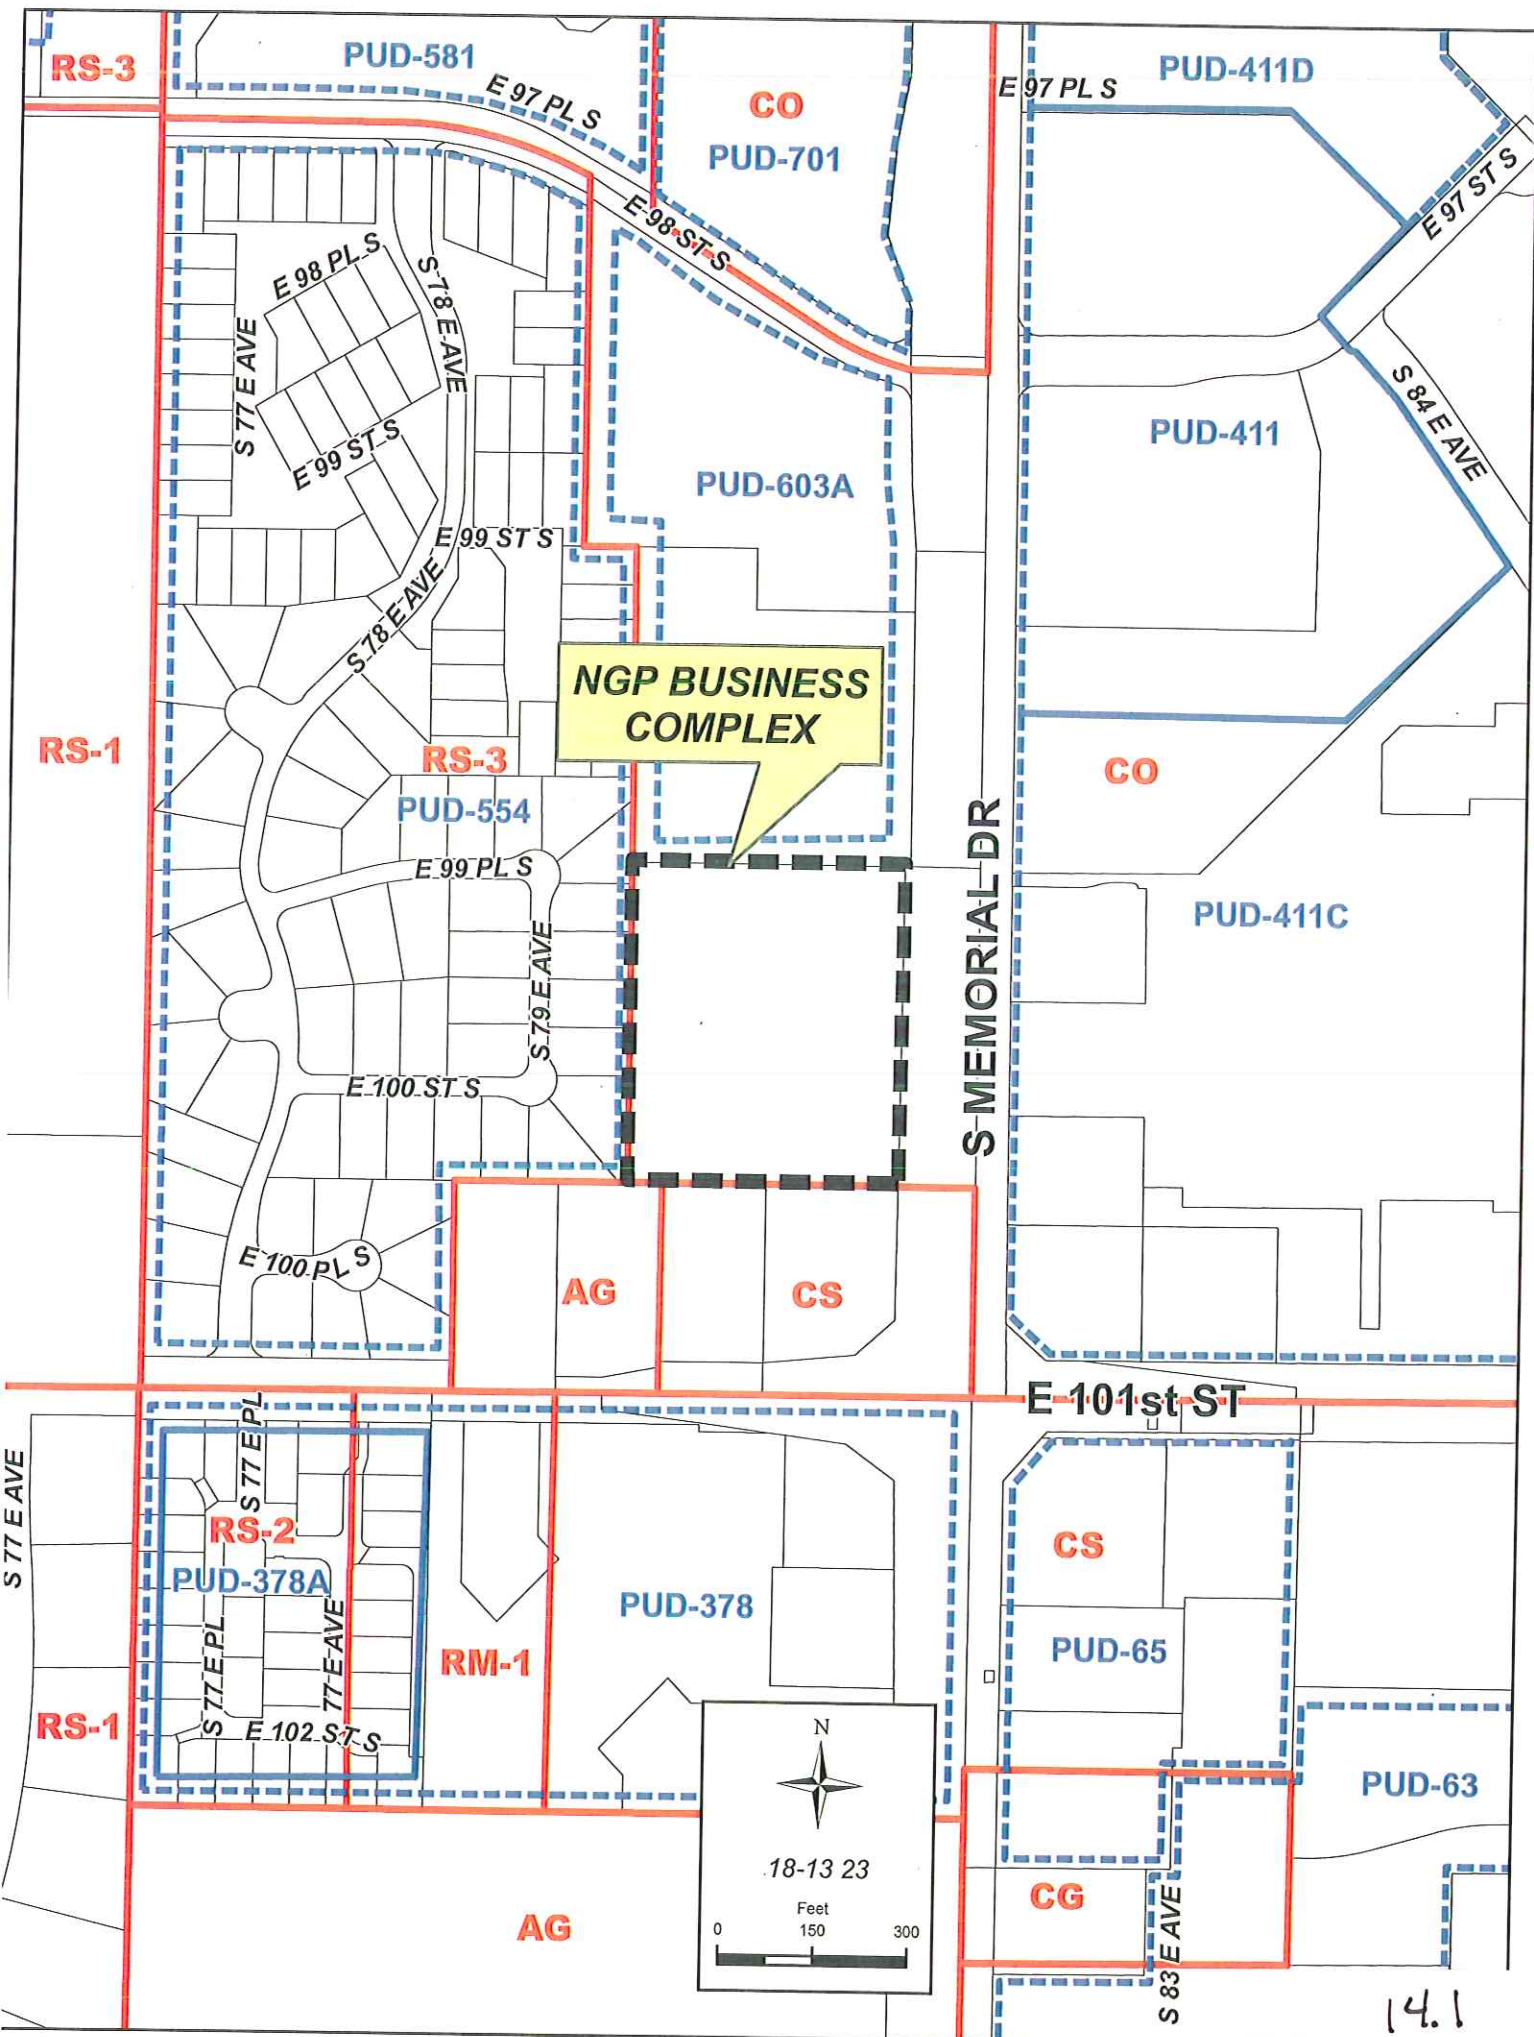 RS-3
PUD-581
E 97 PL S
CO
PUD-701
E 97 PL S
PUD-411D
E 97 ST S
E 98 ST S
E 98 PL S
S 78 E AVE
S 77 E AVE
E 99 ST S
S 84 E AVE
PUD-411
PUD-603A
E 99 ST S
S 78 E AVE
NGP BUSINESS
COMPLEX
RS-1
RS-3
CO
PUD-554
E 99 PL S
S MEMORIAL DR
PUD-411C
S 79 E AVE
E 100 ST S
E 100 PL S
AG
CS
E 101st ST
S 77 E PL
S 77 E AVE
RS-2
PUD-378A
CS
PUD-378
PUD-65
S 77 E PL
77 E AVE
RM-1
RS-1
E 102 ST S
N
PUD-63
18-13 23
Feet
0 150 300
CG
AG
S 83 E AVE
14.1